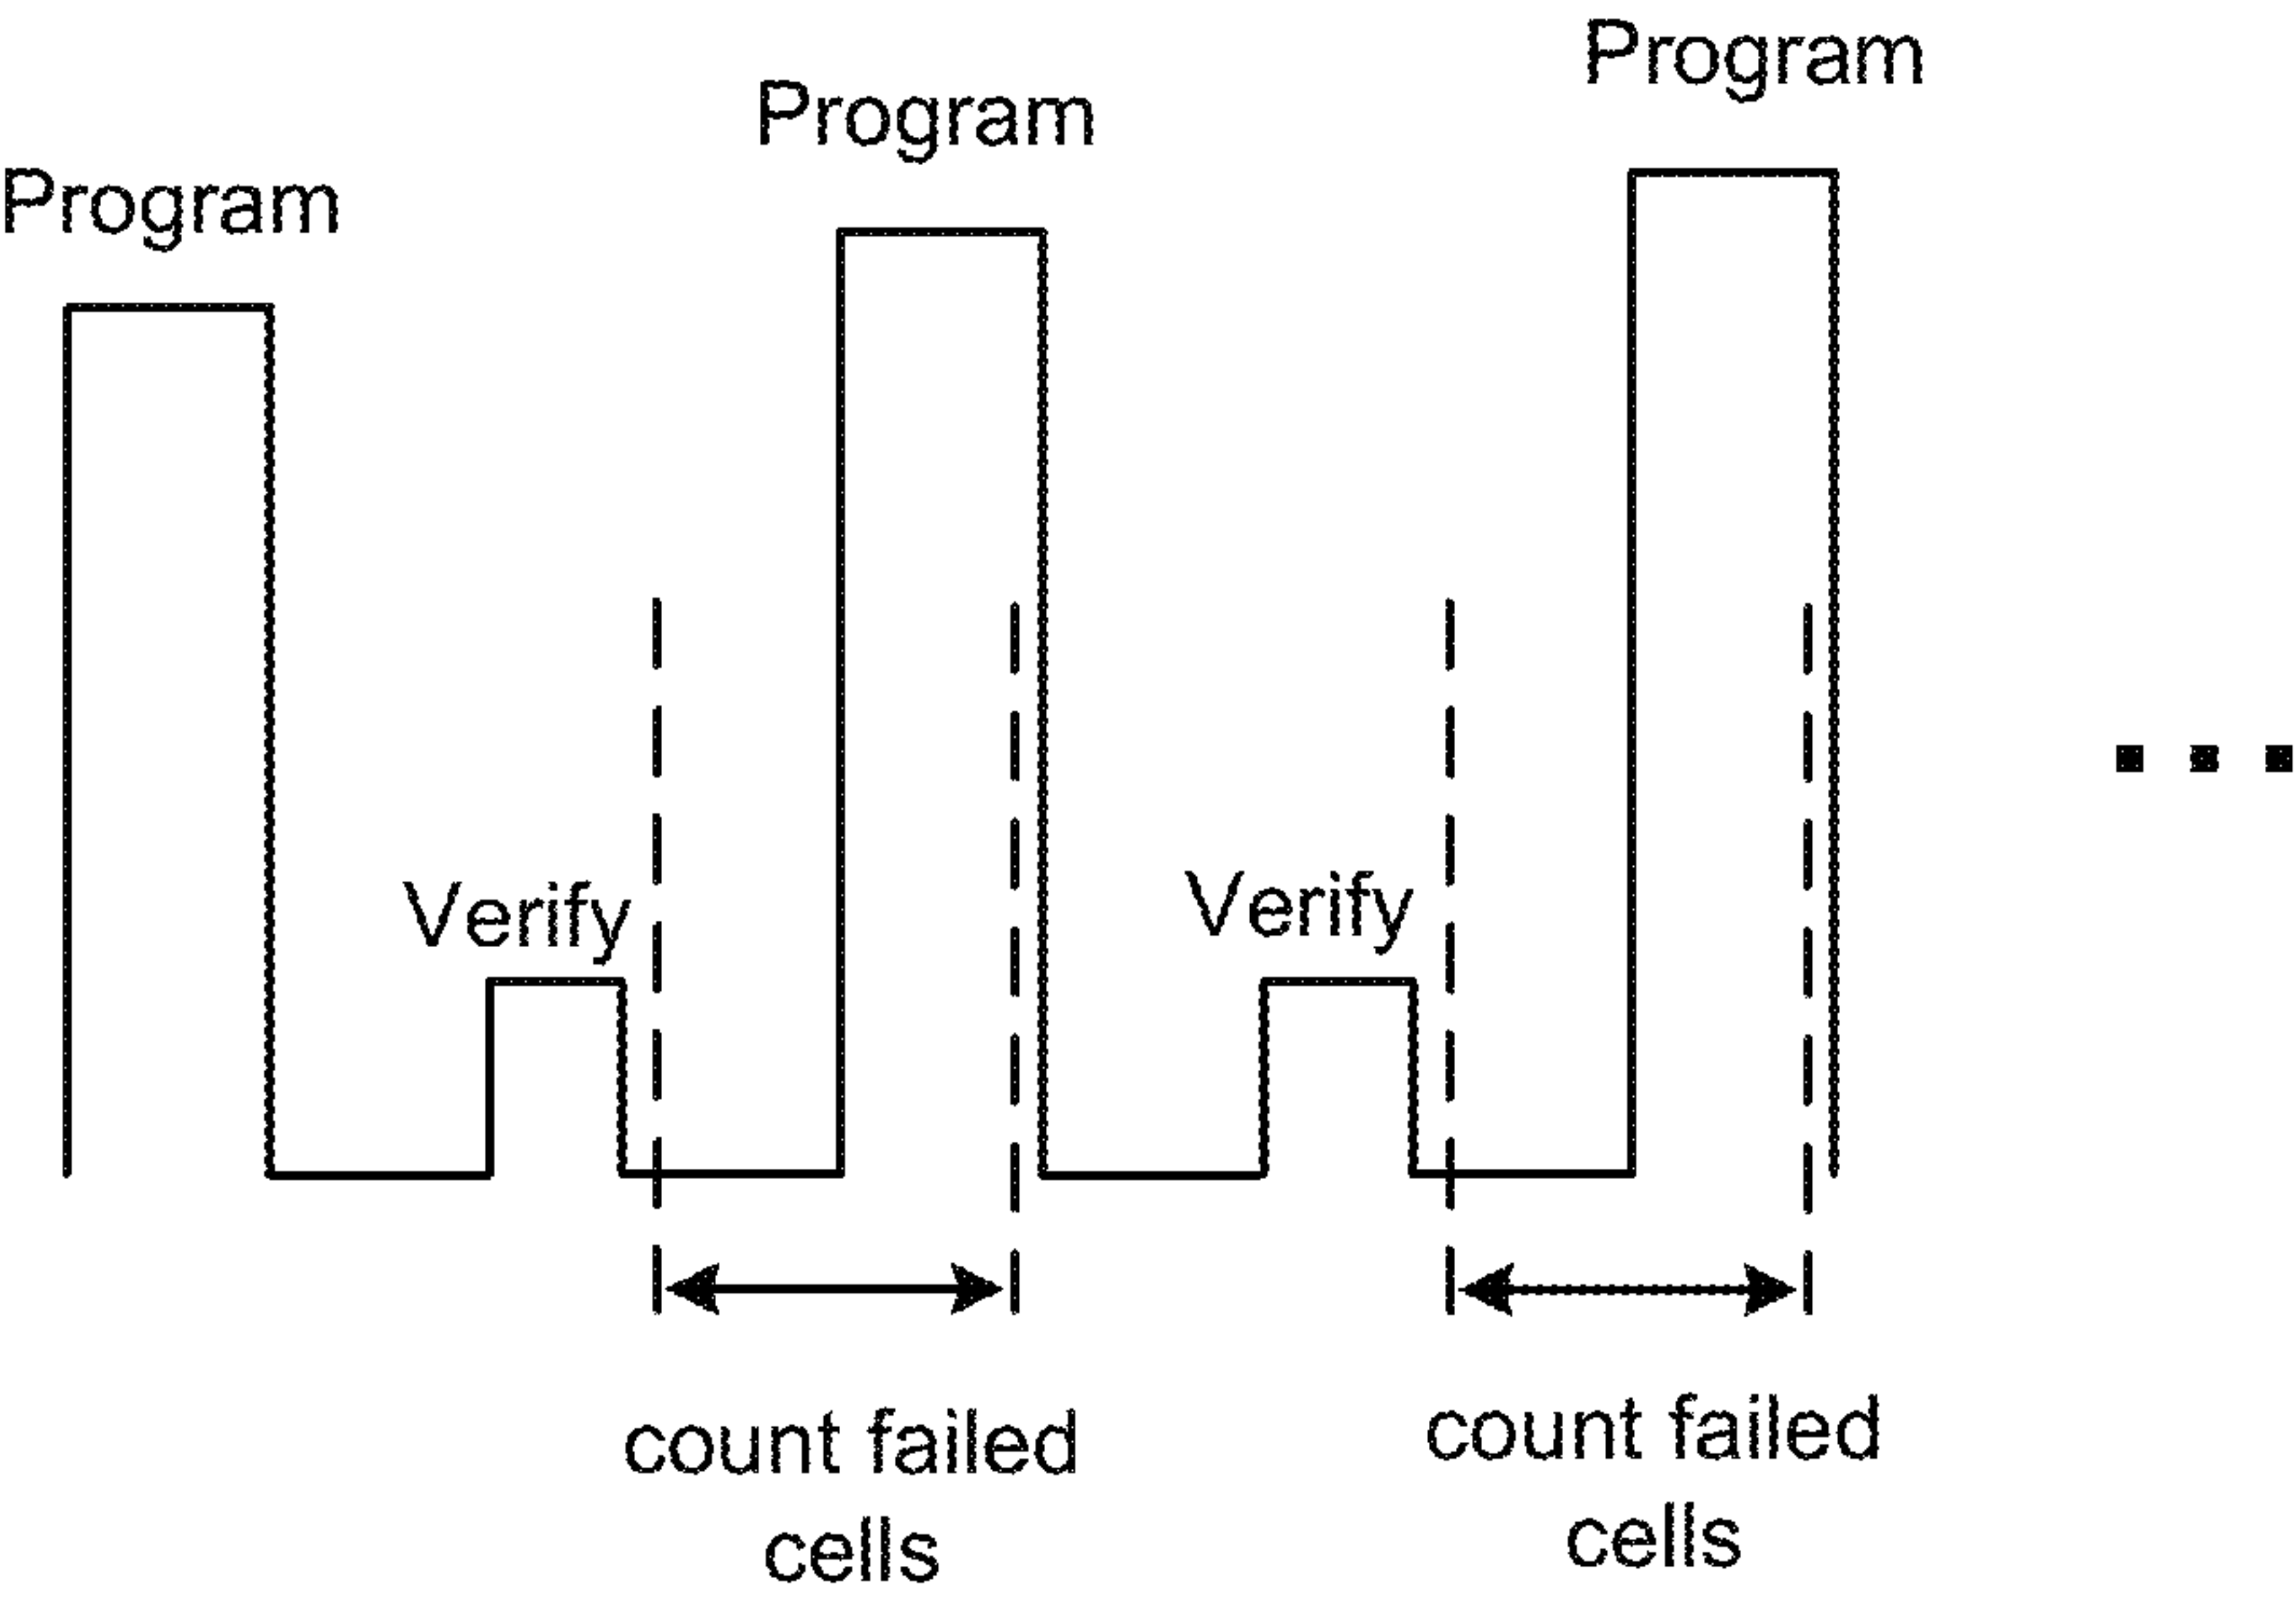 Program
Program
Program
Verify
Verify
count failed
cells
count failed
cells